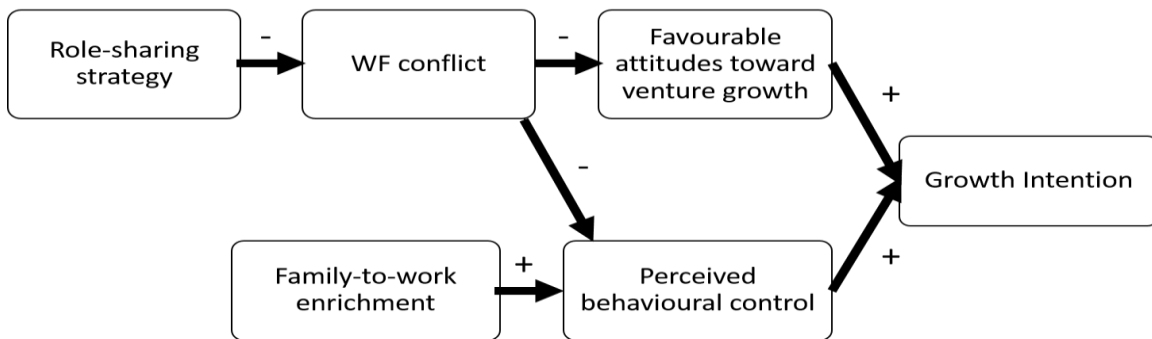 Role-sharing
strategy
-
WF conflict
-
Favourable
attitudes toward
venture growth
+
-
Growth Intention
Family-to-work
enrichment
+
Perceived
behavioural control
+